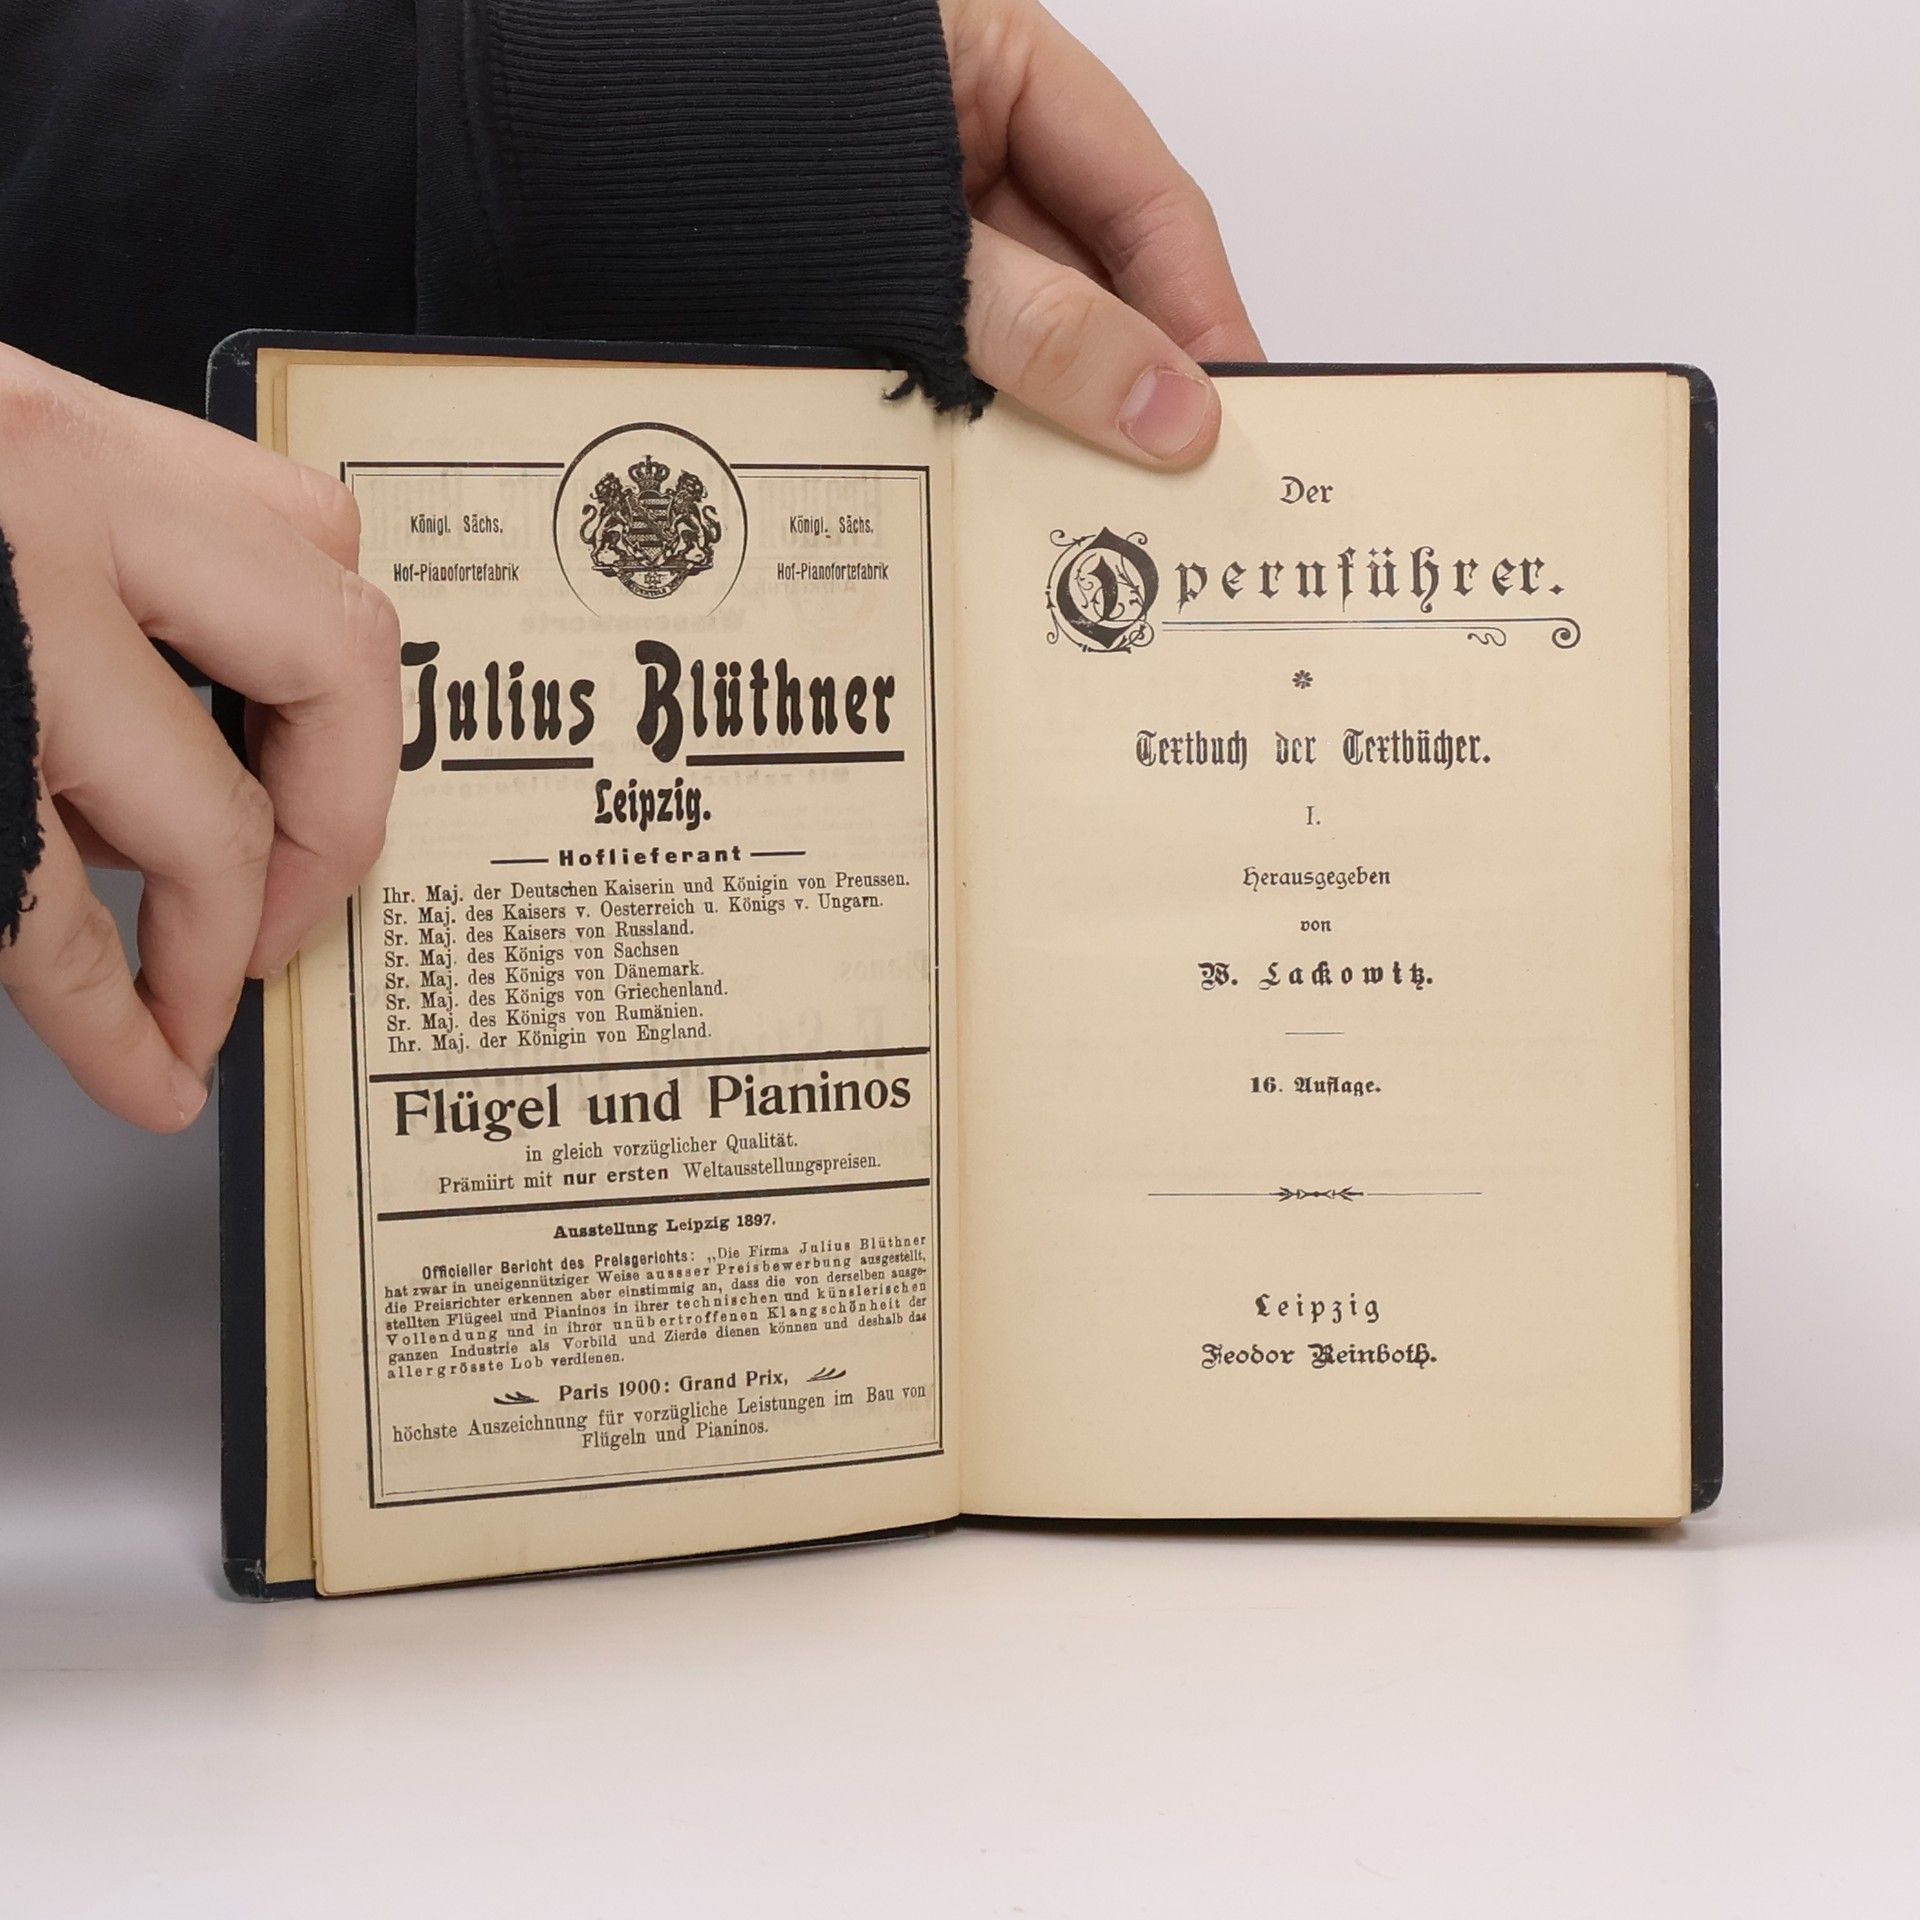 Königl. Sächs.
Hof-Pianofortefabrik
Königl. Sächs.
Hof-Pianofortefabrik
Julius Blüthner
Leipzig.
Hoflieferant
Ihr. Maj. der Deutschen Kaiserin und Königin von Preussen.
Sr. Maj. des Kaisers v. Oesterreich u. Königs v. Ungarn.
Sr. Maj. des Kaisers von Russland.
Sr. Maj. des Königs von Sachsen
Sr. Maj. des Königs von Dänemark.
Sr. Maj. des Königs von Griechenland.
Sr. Maj. des Königs von Rumänien.
Ihr. Maj. der Königin von England.
Flügel und Pianinos
in gleich vorzüglicher Qualität.
Prämiirt mit nur ersten Weltausstellungspreisen.
Ausstellung Leipzig 1897.
Officieller Bericht des Preisgerichts: „Die Firma Julius Blüthner
hat zwar in uneigennütziger Weise aussser Preisbewerbung ausgestellt,
die Preisrichter erkennen aber einstimmig an, dass die von derselben ausge-
stellten Flügeel und Pianinos in ihrer technischen und künslerischen
Vollendung und in ihror unübertroffenen Klangschönheit der
ganzen Industrie als Vorbild und Zierde dienen können und deshalb das
allergrösste Lob verdienen.
Paris 1900: Grand Prix,
höchste Auszeichnung für vorzügliche Leistungen im Bau von
Flügeln und Pianinos.
Der
Opernführer.
*
Textbuch der Textbücher.
I.
Herausgegeben
von
W. Lackowitz.
16. Auflage.
Leipzig
Feodor Reinboth.